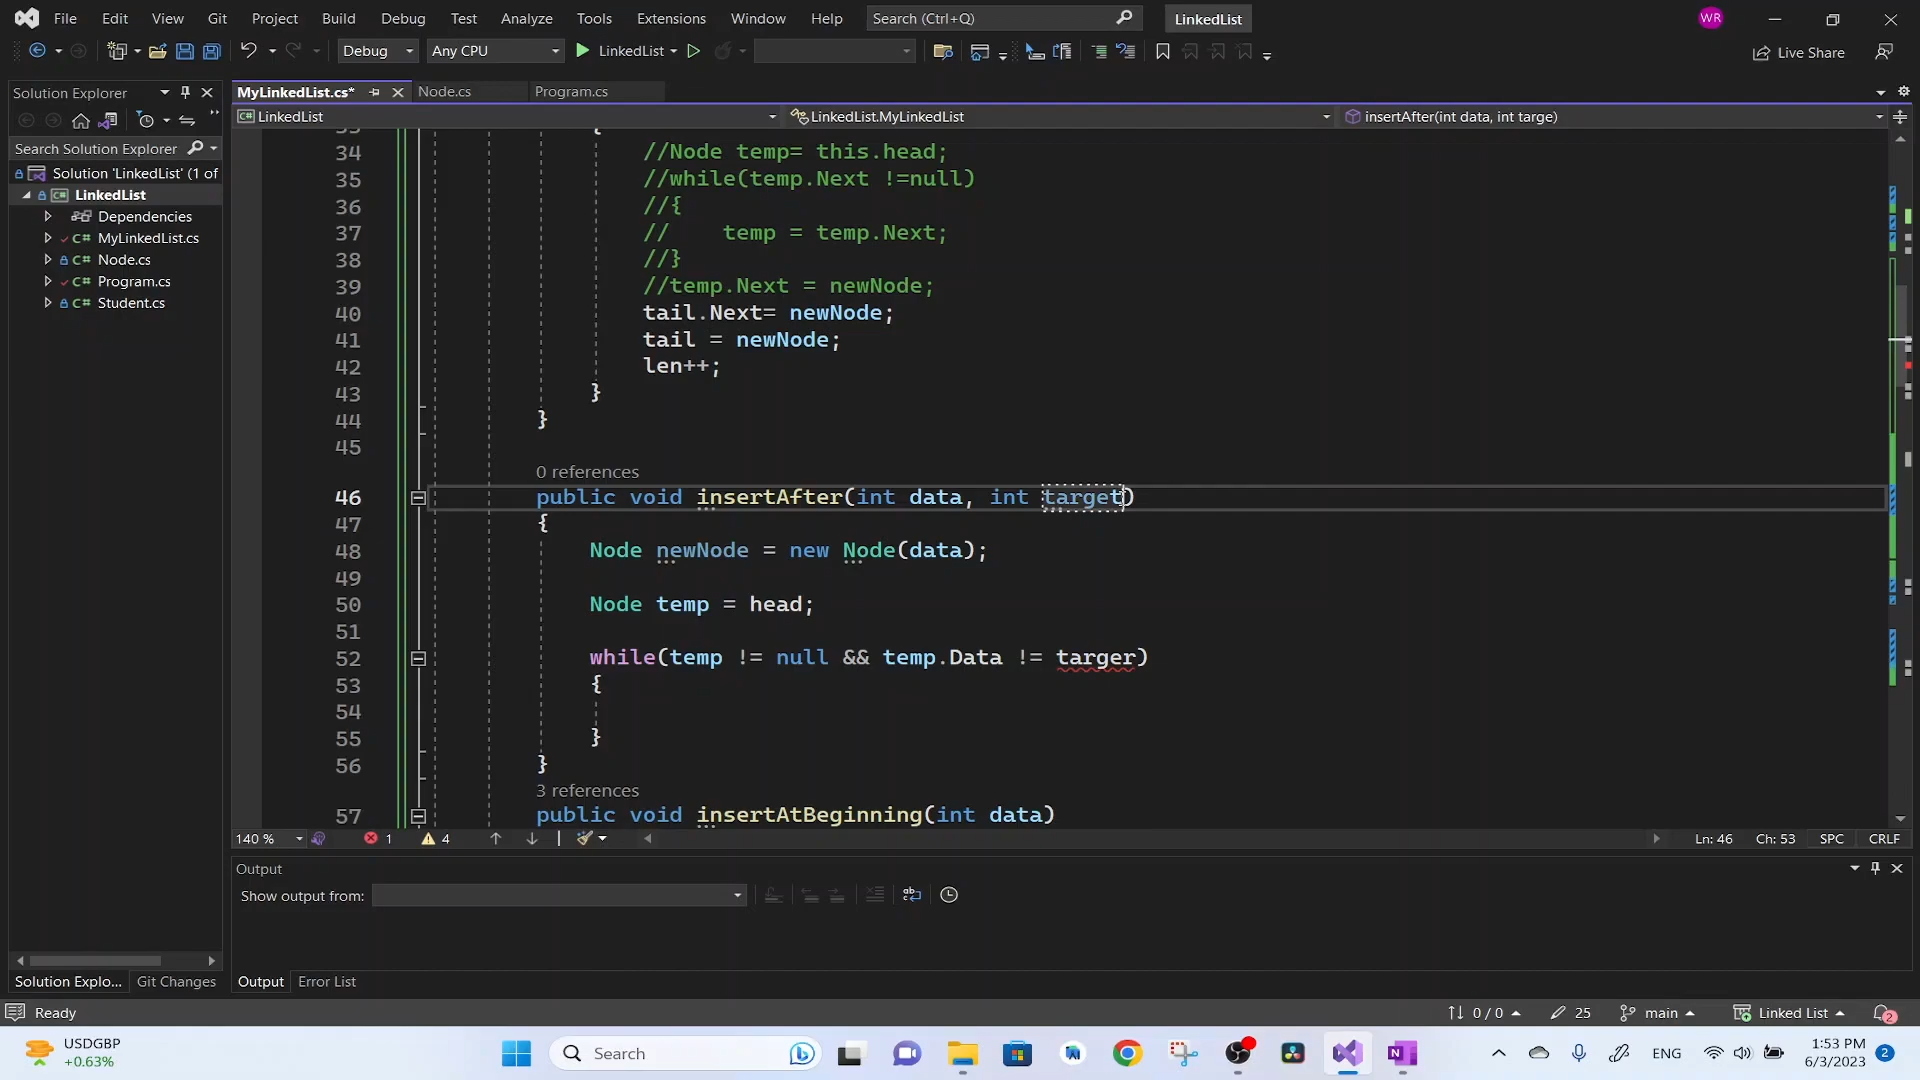 File Edit View Git Project Build Debug Test Analyze Tools Extensions Window Help Search (Ctrl+Q) LinkedList WR
Debug Any CPU LinkedList Live Share
Solution Explorer
Search Solution Explorer
Solution 'LinkedList' (1 of
LinkedList
Dependencies
C# MyLinkedList.cs
C# Node.cs
C# Program.cs
C# Student.cs
MyLinkedList.cs* Node.cs Program.cs
C# LinkedList LinkedList.MyLinkedList insertAfter(int data, int targe)
33 {
34 //Node temp= this.head;
35 //while(temp.Next !=null)
36 //{
37 // temp = temp.Next;
38 //}
39 //temp.Next = newNode;
40 tail.Next= newNode;
41 tail = newNode;
42 len++;
43 }
44 }
45
0 references
46 public void insertAfter(int data, int target)
47 {
48 Node newNode = new Node(data);
49
50 Node temp = head;
51
52 while(temp != null && temp.Data != targer)
53 {
54
55 }
56 }
3 references
57 public void insertAtBeginning(int data)
140 % 1 4 Ln: 46 Ch: 53 SPC CRLF
Output
Show output from:
Solution Explo... Git Changes Output Error List
Ready 0 / 0 25 main Linked List 2
USDGBP
+0.63%
Search
ENG
1:53 PM
6/3/2023
2